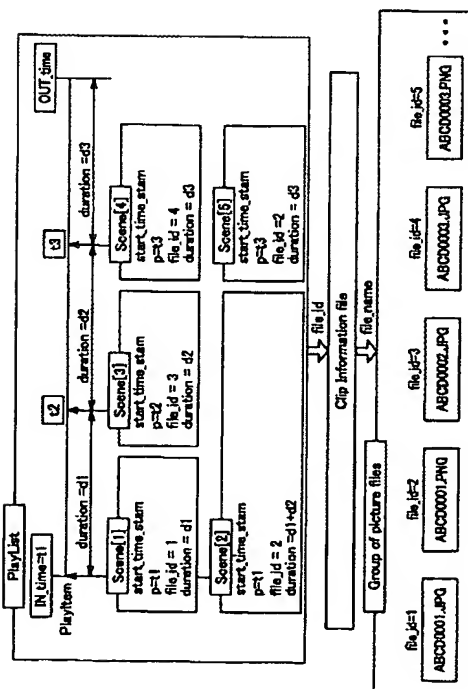 PlayList
IN_time=t1
t2
t3
OUT_time
PlayItem
duration =d1
duration =d2
duration =d3
Scene[1]
start_time_stam
p=t1
file_id = 1
duration = d1
Scene[3]
start_time_stam
p=t2
file_id = 3
duration = d2
Scene[4]
start_time_stam
p=t3
file_id = 4
duration = d3
Scene[2]
start_time_stam
p=t1
file_id = 2
duration =d1+d2
Scene[5]
start_time_stam
p=t3
file_id =2
duration = d3
file_id
Clip Information file
file_name
Group of picture files
file_id=1
file_id=2
file_id=3
file_id=4
file_id=5
ABCD0001.JPG
ABCD0001.PNG
ABCD0002.JPG
ABCD0003.JPG
ABCD0003.PNG
• • •